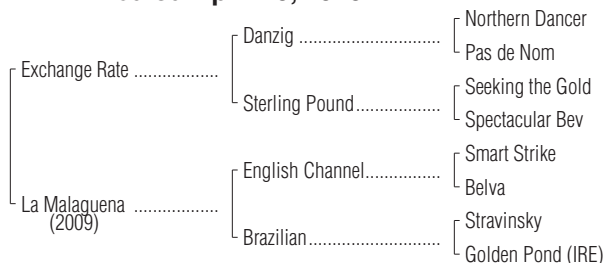 Northern Dancer
Danzig ..............................
Pas de Nom
Exchange Rate ..................
Seeking the Gold
Sterling Pound..................
Spectacular Bev
Smart Strike
English Channel................
Belva
La Malaguena ..................
(2009)
Stravinsky
Brazilian............................
Golden Pond (IRE)